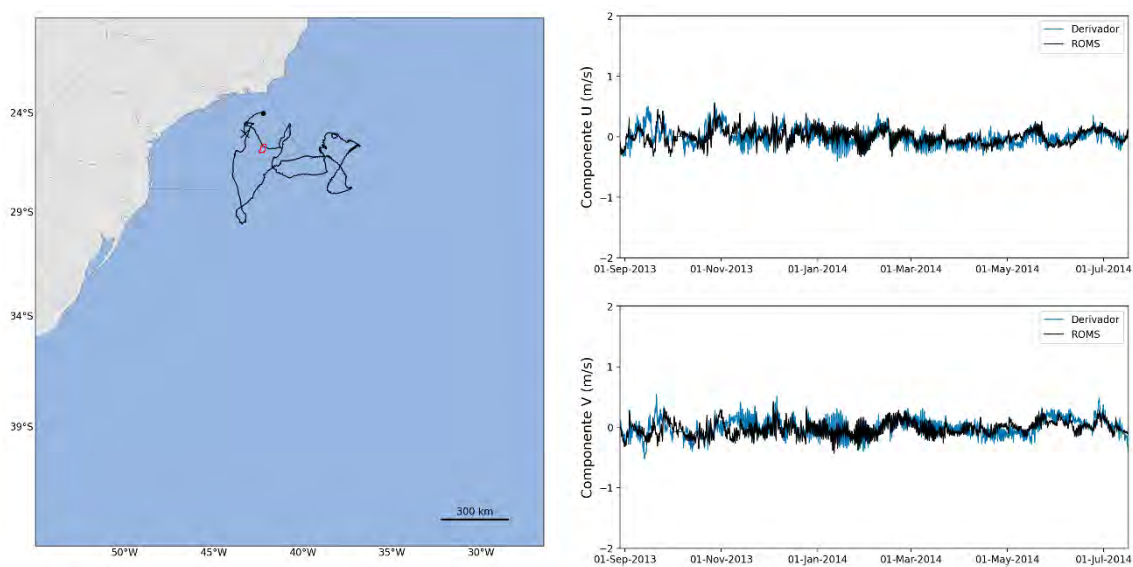 24°S
29°S
34°S
39°S
300 km
50°W 45°W 40°W 35°W 30°W
Componente U (m/s)
2
1
0
−1
−2
Derivador
ROMS
01-Sep-2013 01-Nov-2013 01-Jan-2014 01-Mar-2014 01-May-2014 01-Jul-2014
Componente V (m/s)
2
1
0
−1
−2
Derivador
ROMS
01-Sep-2013 01-Nov-2013 01-Jan-2014 01-Mar-2014 01-May-2014 01-Jul-2014